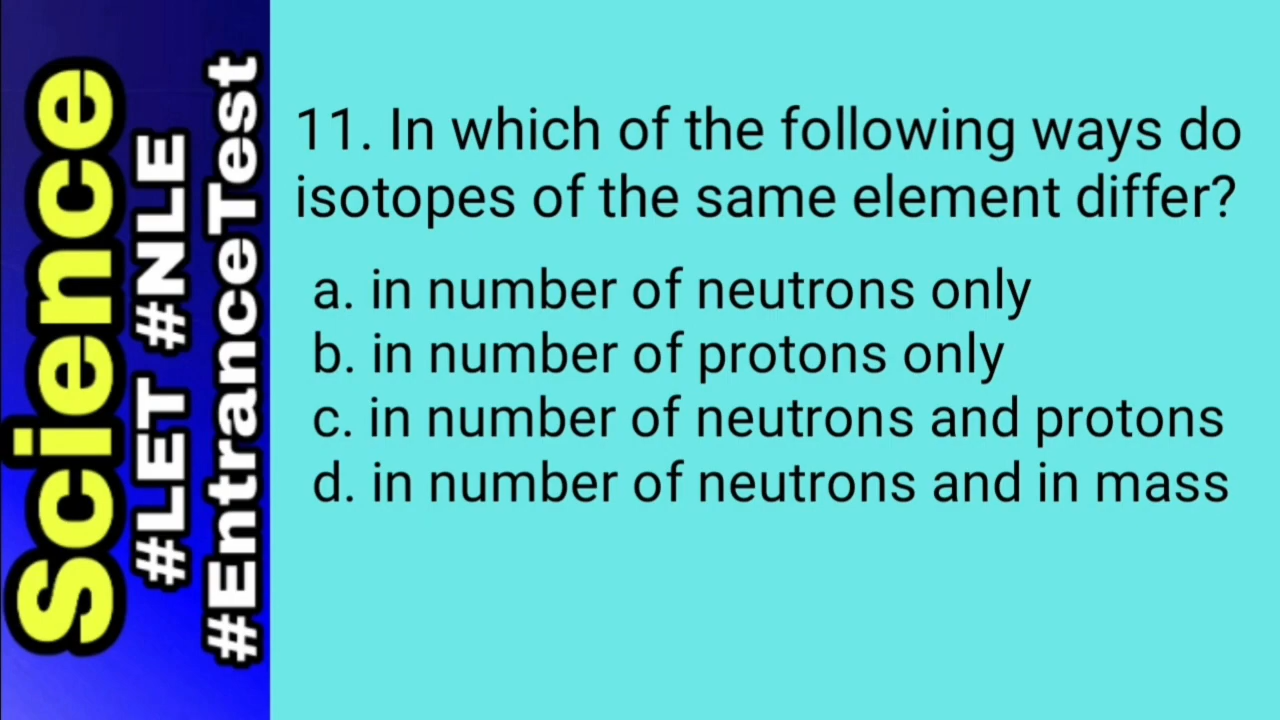 Science
#LET #NLE
#EntranceTest
11. In which of the following ways do
isotopes of the same element differ?
a. in number of neutrons only
b. in number of protons only
c. in number of neutrons and protons
d. in number of neutrons and in mass